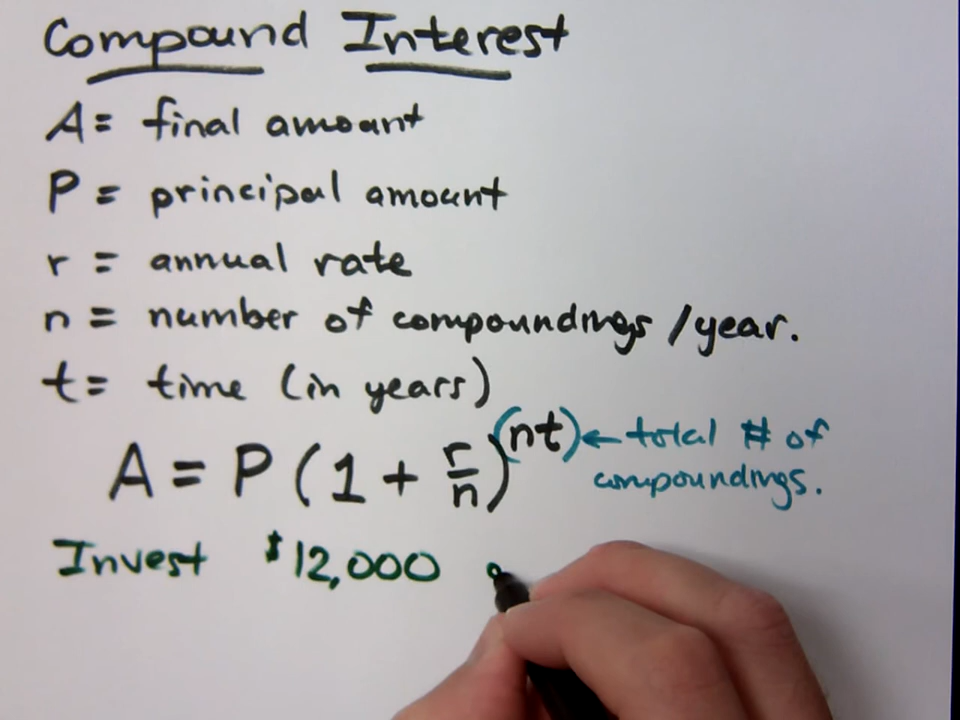 Compound Interest
A = final amount
P = principal amount
r = annual rate
n = number of compoundings /year.
t = time (in years)
A = P(1 + r/n)^(nt) ← total # of compoundings.
Invest $12,000